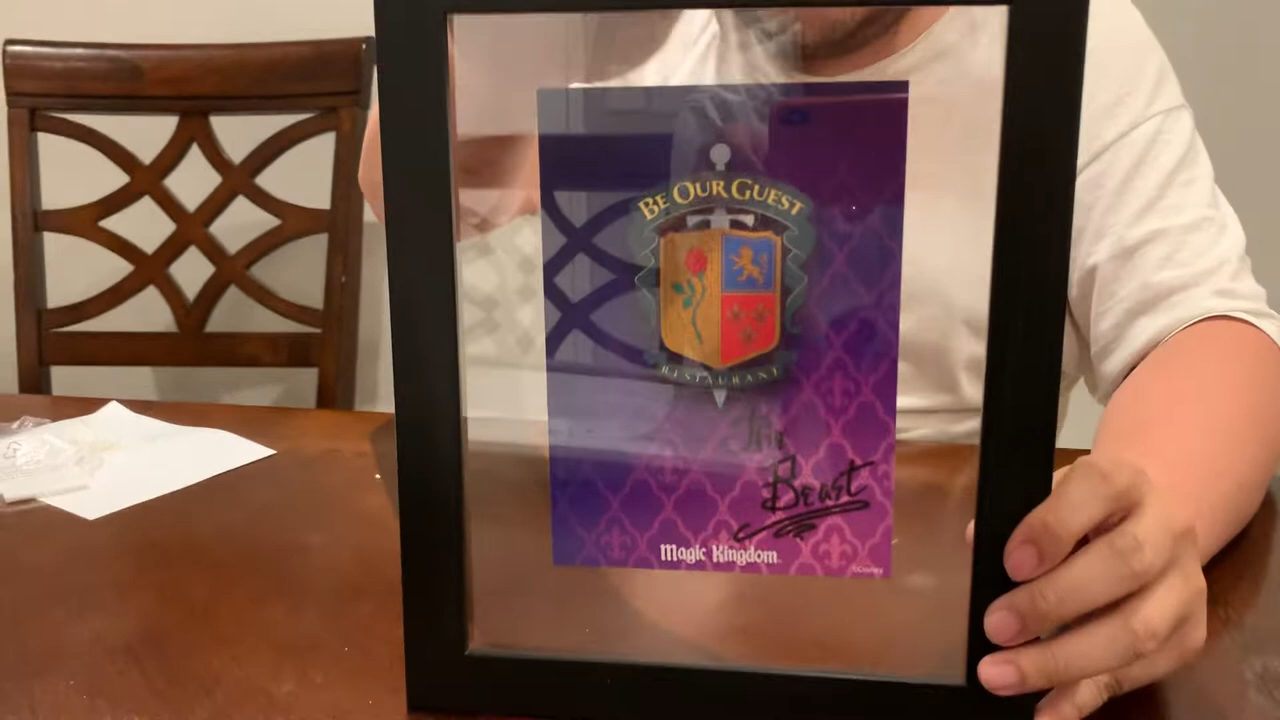 BE OUR GUEST
RESTAURANT
The
Beast
Magic Kingdom.
©Disney